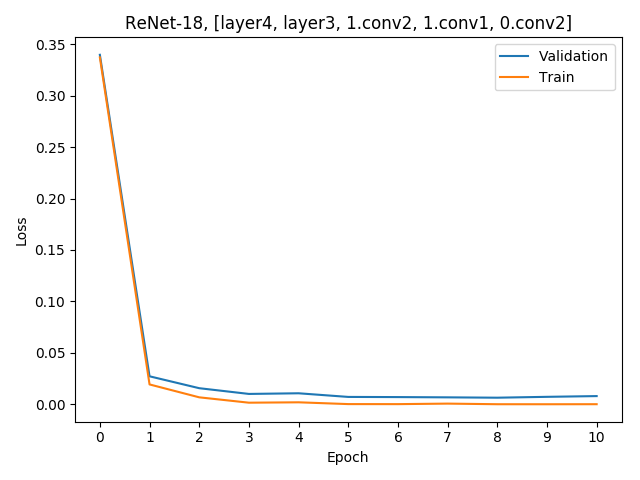 ReNet-18, [layer4, layer3, 1.conv2, 1.conv1, 0.conv2]
Validation
Train
0.35
0.30
0.25
0.20
0.15
0.10
0.05
0.00
Loss
0 1 2 3 4 5 6 7 8 9 10
Epoch